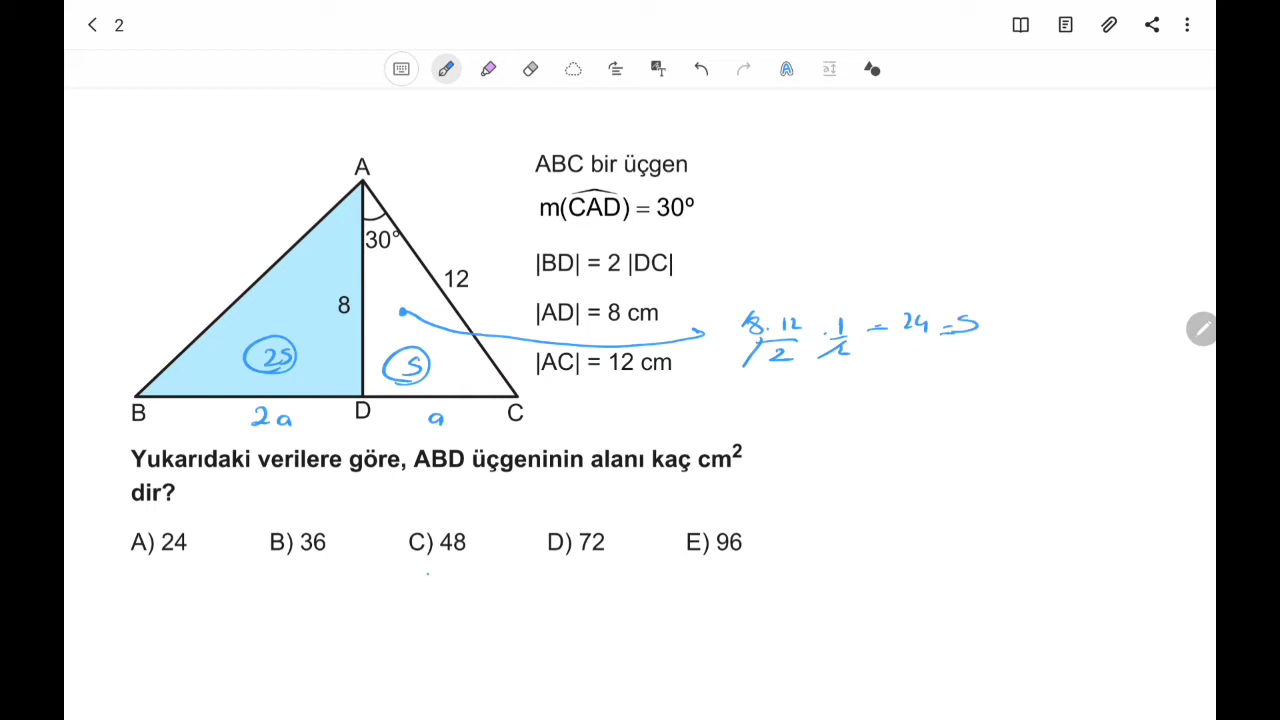 2
A
ABC bir üçgen
m(CAD) = 30º
30°
|BD| = 2 |DC|
12
8
|AD| = 8 cm
8. 12 / 2 . 1/2 = 24 = S
|AC| = 12 cm
2S
S
B
D
C
2a
a
Yukarıdaki verilere göre, ABD üçgeninin alanı kaç cm²
dir?
A) 24 B) 36 C) 48 D) 72 E) 96